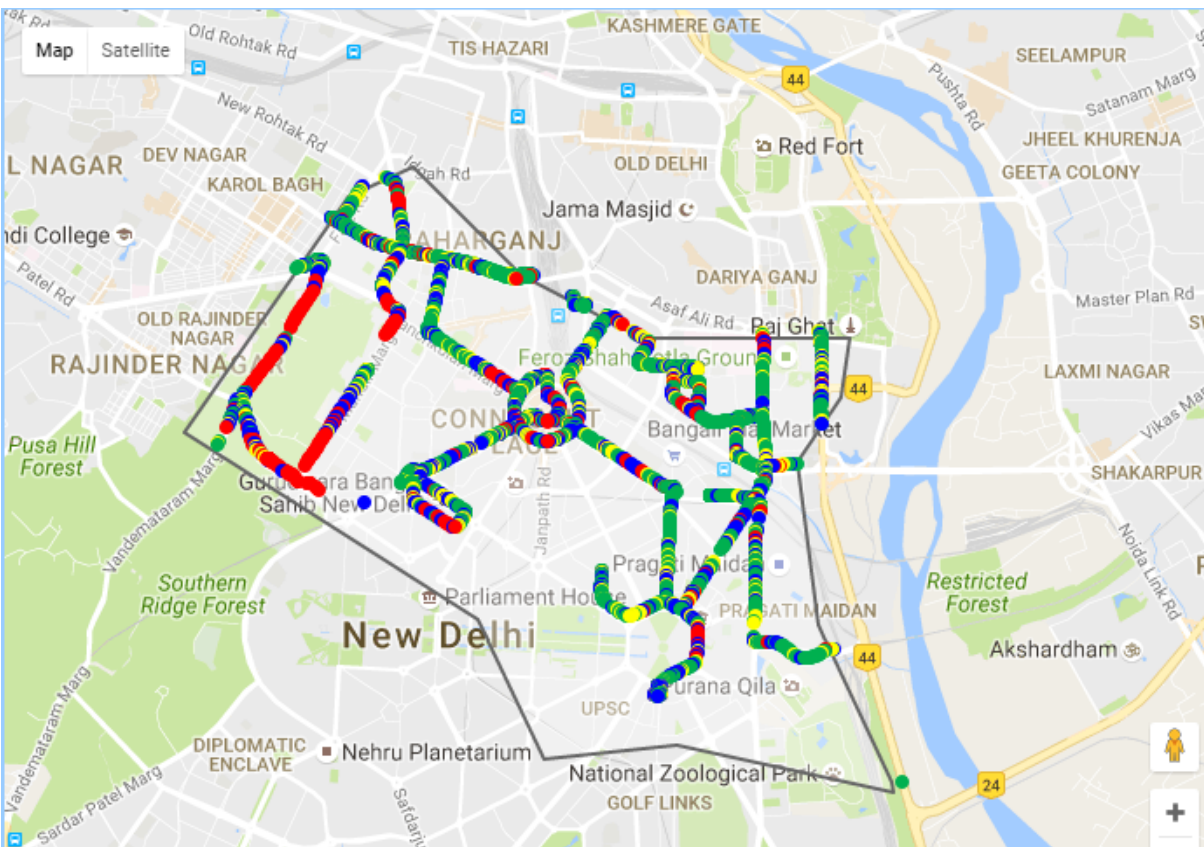 KASHMERE GATE
Map Satellite
Old Rohtak Rd
TIS HAZARI
SEELAMPUR
44
Pushta Rd
Satanam Marg
New Rohtak Rd
JHEEL KHURENJA
DEV NAGAR
L NAGAR
OLD DELHI
Red Fort
GEETA COLONY
KAROL BAGH
Jama Masjid
ndi College
AHARGANJ
DARIYA GANJ
Patel Rd
Master Plan Rd
Asaf Ali Rd
OLD RAJINDER
NAGAR
Raj Ghat
RAJINDER NAGAR
LAXMI NAGAR
44
Vikas Ma
Pusa Hill
Forest
Bangali
Market
SHAKARPUR
Vandemataram Marg
Sahib New Delhi
Janpath Rd
Noida Link Rd
Pragati Maidan
Southern
Ridge Forest
Restricted
Forest
Parliament House
PRAGATI MAIDAN
New Delhi
Akshardham
44
Vandemataram Marg
Purana Qila
UPSC
DIPLOMATIC
ENCLAVE
Nehru Planetarium
National Zoological Park
24
GOLF LINKS
Sardar Patel Marg
Safdarju
+